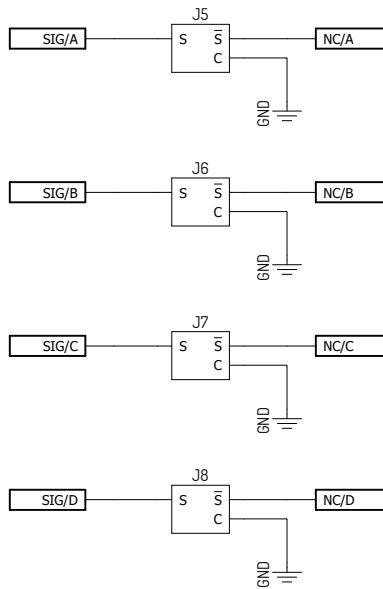 J5
SIG/A S S̅ NC/A
C
GND
J6
SIG/B S S̅ NC/B
C
GND
J7
SIG/C S S̅ NC/C
C
GND
J8
SIG/D S S̅ NC/D
C
GND